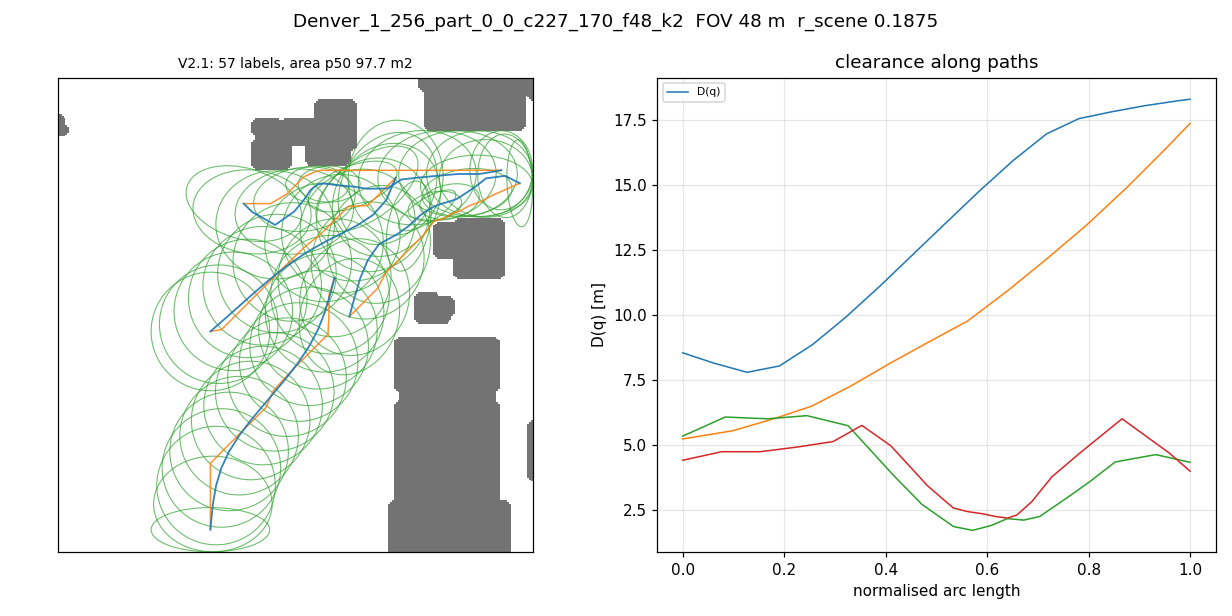 Denver_1_256_part_0_0_c227_170_f48_k2  FOV 48 m  r_scene 0.1875
V2.1: 57 labels, area p50 97.7 m2
clearance along paths
D(q)
17.5
15.0
12.5
10.0
7.5
5.0
2.5
D(q) [m]
0.0 0.2 0.4 0.6 0.8 1.0
normalised arc length